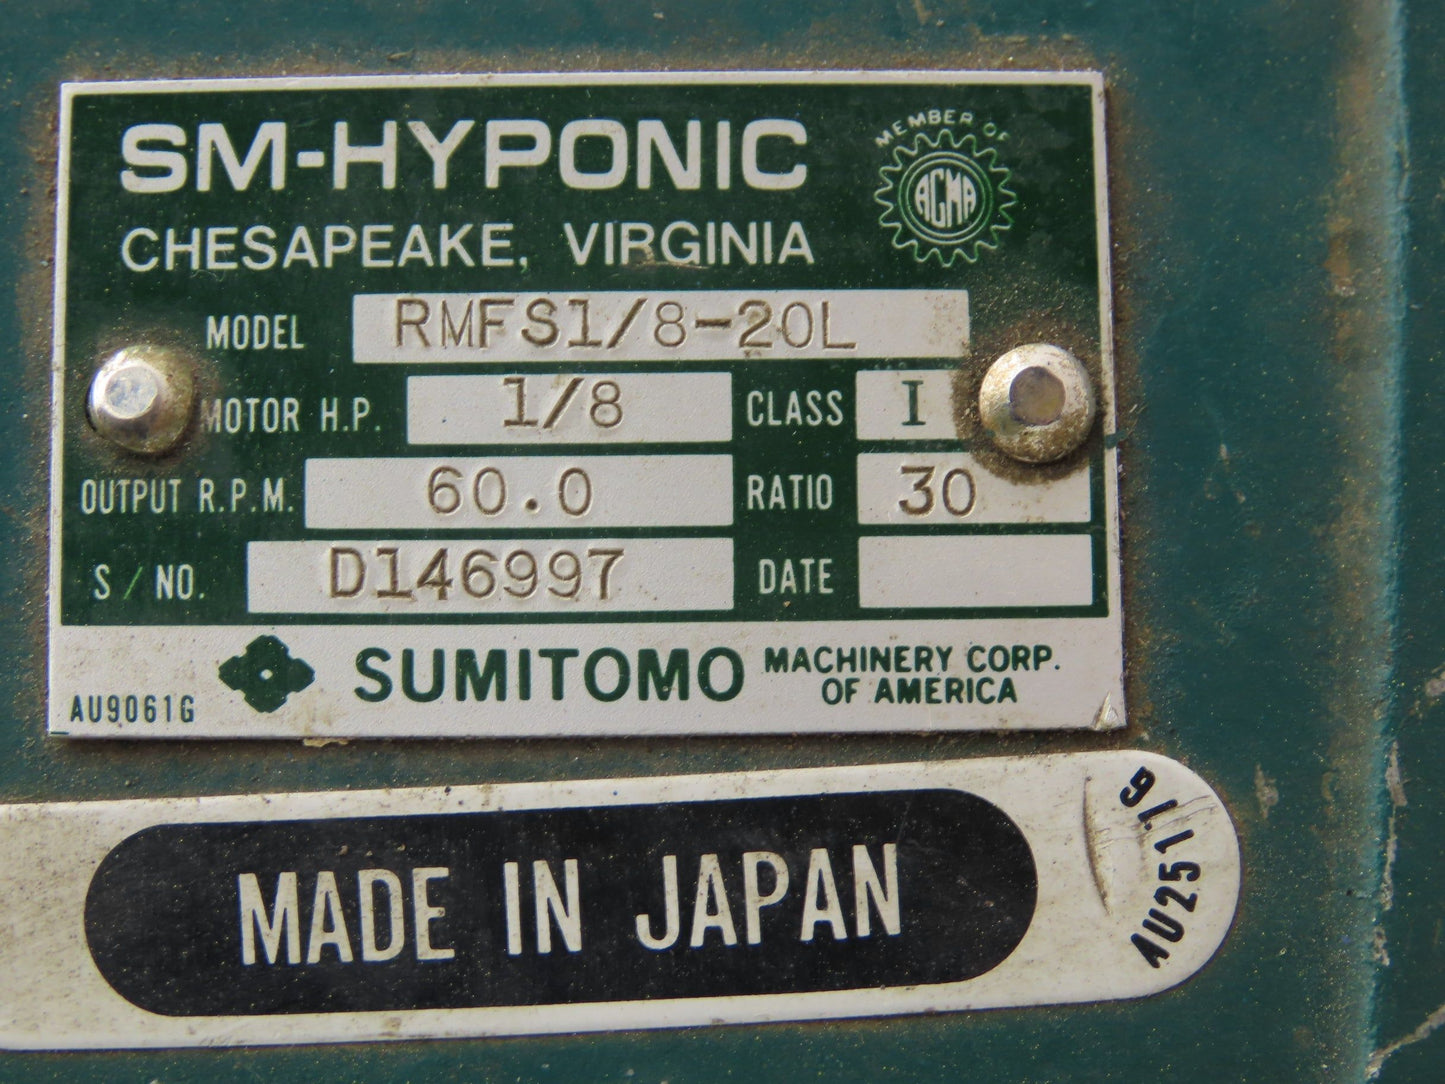 SM-HYPONIC
MEMBER OF
AGMA
CHESAPEAKE, VIRGINIA
MODEL RMFS1/8-20L
MOTOR H.P. 1/8 CLASS I
OUTPUT R.P.M. 60.0 RATIO 30
S/NO. D146997 DATE
AU9061G
SUMITOMO MACHINERY CORP.
OF AMERICA
MADE IN JAPAN
AU2511G